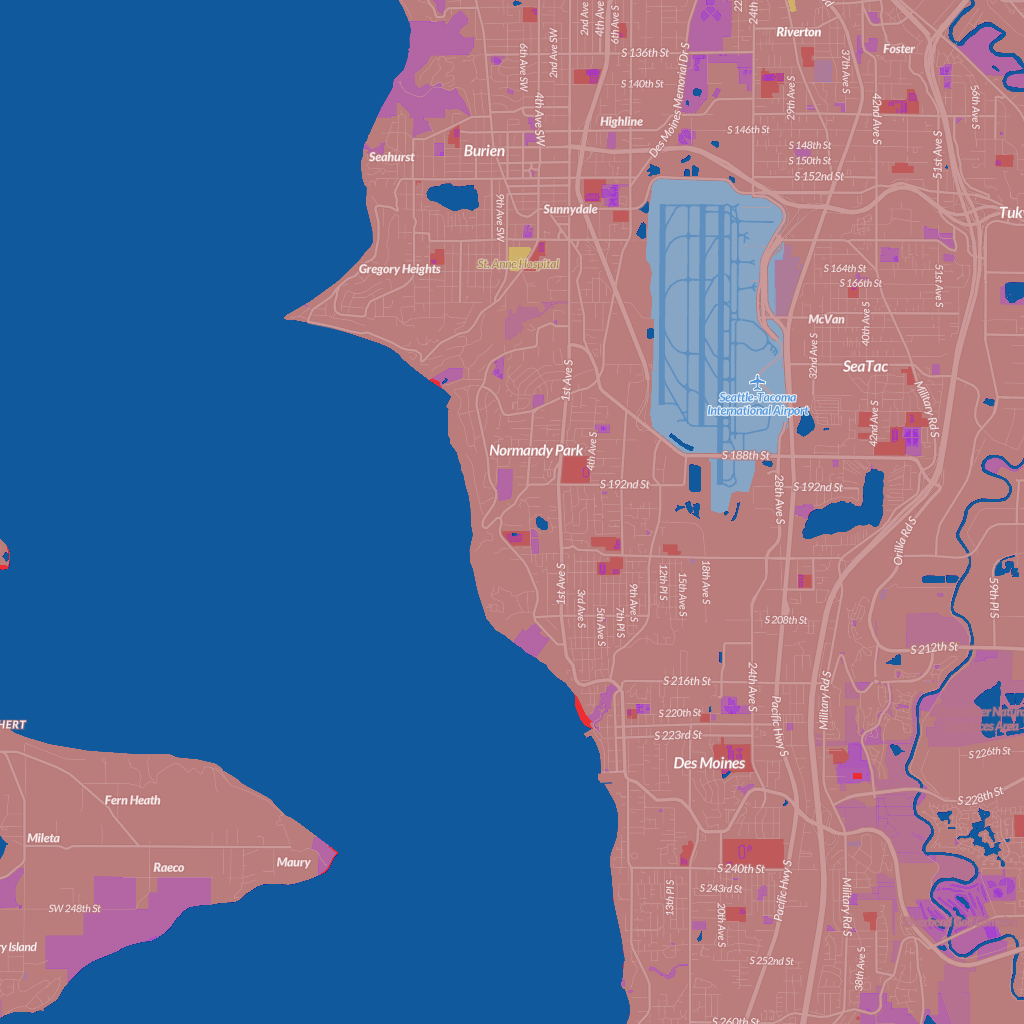 2nd Ave S
4th Ave S
6th Ave S
24th
Riverton
6th Ave SW
2nd Ave SW
S 136th St
37th Ave S
Foster
S 140th St
Des Moines Memorial Dr S
29th Ave S
42nd Ave S
56th Ave S
4th Ave SW
Highline
S 146th St
51st Ave S
Seahurst
Burien
S 148th St
S 150th St
S 152nd St
9th Ave SW
Sunnydale
Tuk
St. Anne Hospital
Gregory Heights
S 164th St
S 166th St
51st Ave S
McVan
40th Ave S
32nd Ave S
1st Ave S
SeaTac
Seattle-Tacoma
International Airport
Military Rd S
42nd Ave S
Normandy Park
4th Ave S
S 188th St
S 192nd St
28th Ave S
S 192nd St
Orillia Rd S
1st Ave S
3rd Ave S
5th Ave S
7th Pl S
9th Ave S
12th Pl S
15th Ave S
18th Ave S
59th Pl S
S 208th St
S 212th St
S 216th St
24th Ave S
Military Rd S
Pacific Hwy S
S 220th St
S 223rd St
HERT
S 226th St
Des Moines
Fern Heath
S 228th St
Mileta
Maury
Raeco
S 240th St
Pacific Hwy S
SW 248th St
13th Pl S
S 243rd St
20th Ave S
Military Rd S
ry Island
S 252nd St
38th Ave S
S 260th St